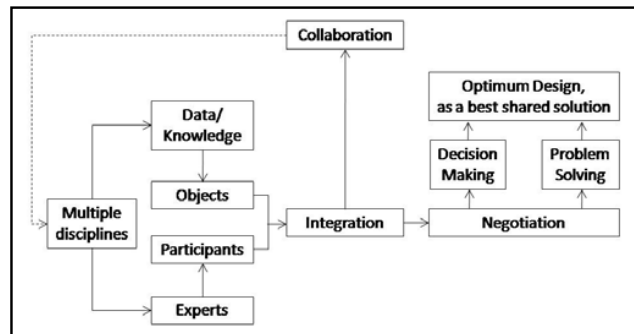 Collaboration
Optimum Design,
as a best shared solution
Data/
Knowledge
Decision
Making
Problem
Solving
Objects
Multiple
disciplines
Integration
Negotiation
Participants
Experts